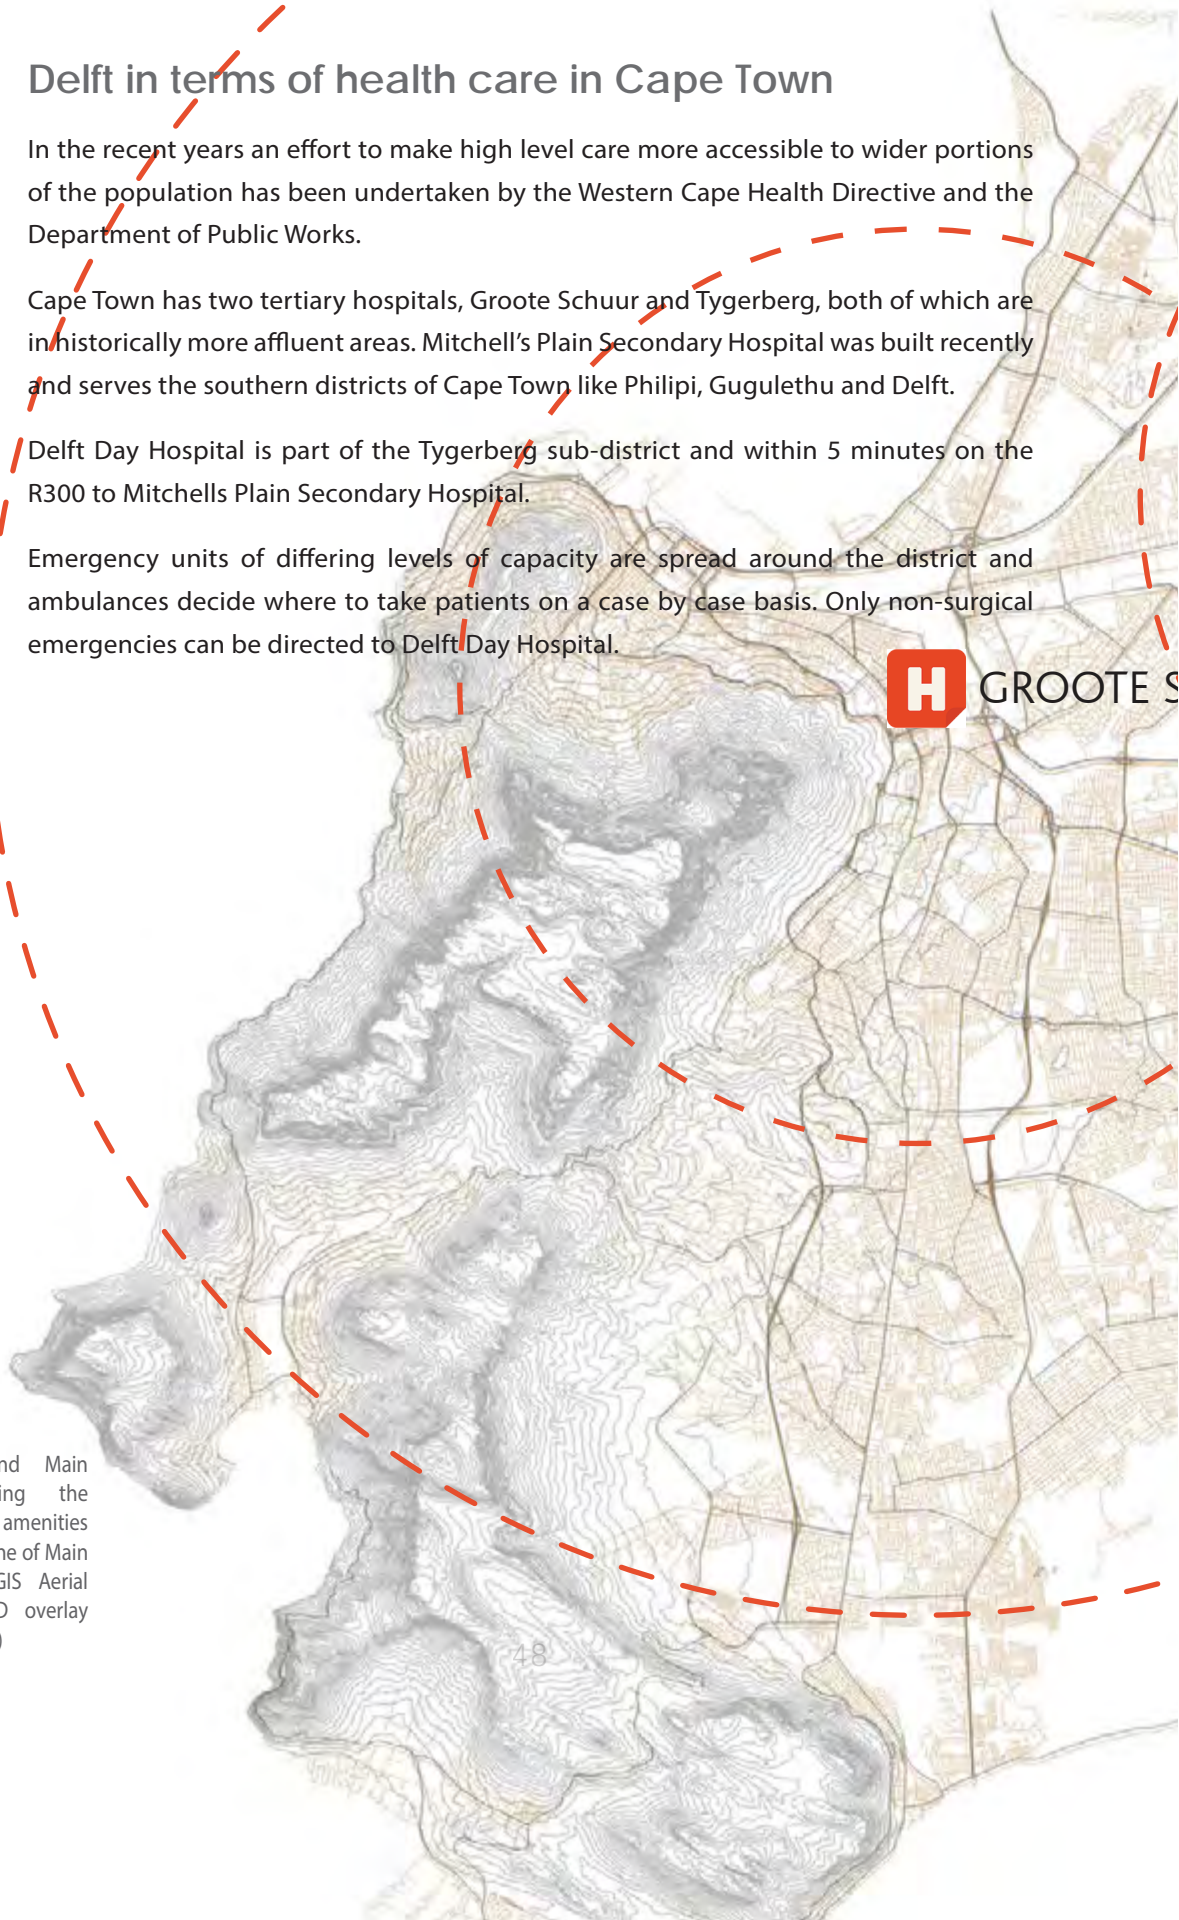 Delft in terms of health care in Cape Town
In the recent years an effort to make high level care more accessible to wider portions
of the population has been undertaken by the Western Cape Health Directive and the
Department of Public Works.
Cape Town has two tertiary hospitals, Groote Schuur and Tygerberg, both of which are
in historically more affluent areas. Mitchell’s Plain Secondary Hospital was built recently
and serves the southern districts of Cape Town like Philipi, Gugulethu and Delft.
Delft Day Hospital is part of the Tygerberg sub-district and within 5 minutes on the
R300 to Mitchells Plain Secondary Hospital.
Emergency units of differing levels of capacity are spread around the district and
ambulances decide where to take patients on a case by case basis. Only non-surgical
emergencies can be directed to Delft Day Hospital.
H GROOTE S
nd Main
ing the
amenities
ne of Main
GIS Aerial
D overlay
)
48